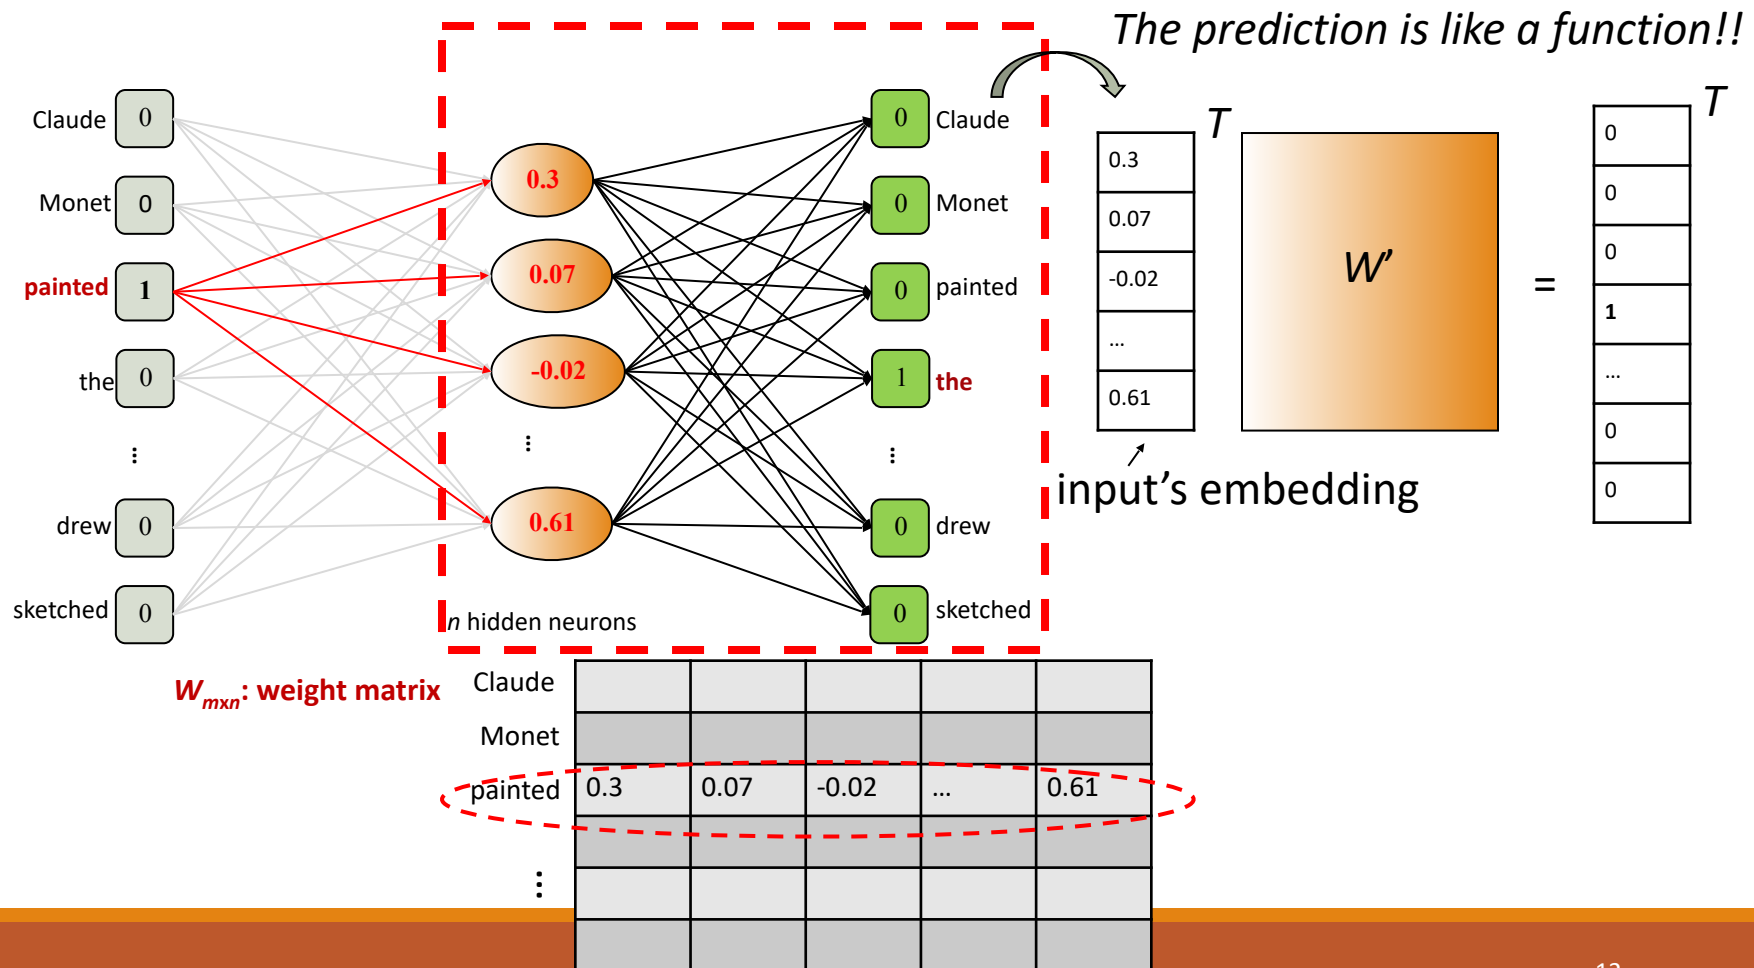 The prediction is like a function!!
Claude 0
Monet 0
painted 1
the 0
...
drew 0
sketched 0
0.3
0.07
-0.02
...
0.61
n hidden neurons
0 Claude
0 Monet
0 painted
1 the
...
0 drew
0 sketched
0.3
0.07
-0.02
...
0.61
T
input's embedding
W'
=
0
0
0
1
...
0
0
T
Wmxn: weight matrix
Claude
Monet
painted 0.3 0.07 -0.02 ... 0.61
...